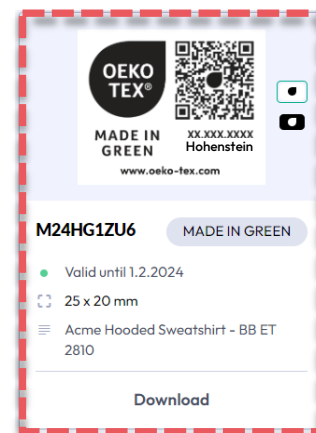 OEKO
TEX®
MADE IN
GREEN
XX.XXX.XXXX
Hohenstein
www.oeko-tex.com
M24HG1ZU6
MADE IN GREEN
Valid until 1.2.2024
25 x 20 mm
Acme Hooded Sweatshirt - BB ET
2810
Download